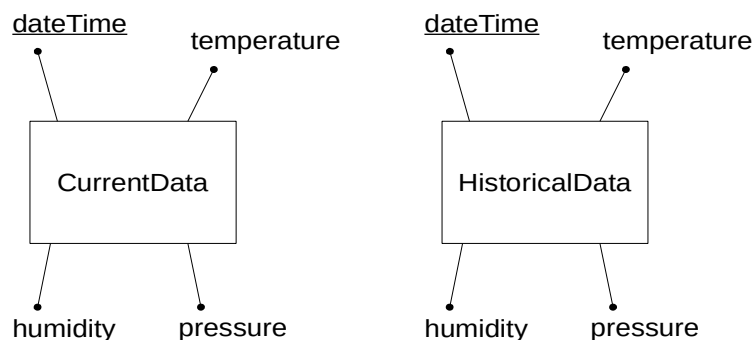 dateTime
temperature
CurrentData
humidity
pressure
dateTime
temperature
HistoricalData
humidity
pressure